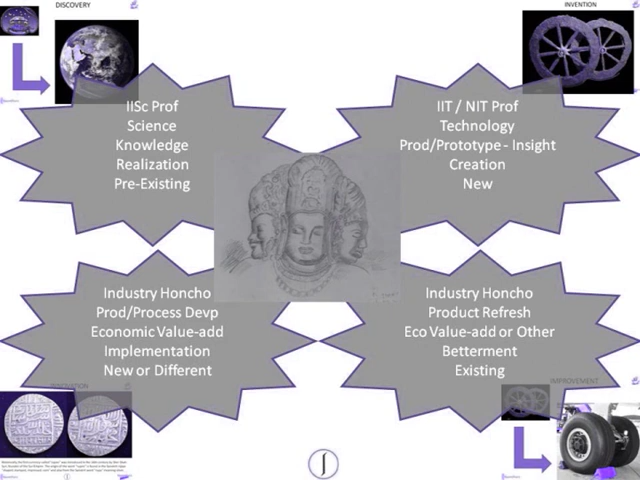 DISCOVERY
INVENTION
IISc Prof
Science
Knowledge
Realization
Pre-Existing
IIT / NIT Prof
Technology
Prod/Prototype - Insight
Creation
New
Industry Honcho
Prod/Process Devp
Economic Value-add
Implementation
New or Different
Industry Honcho
Product Refresh
Eco Value-add or Other
Betterment
Existing
INNOVATION
IMPROVEMENT